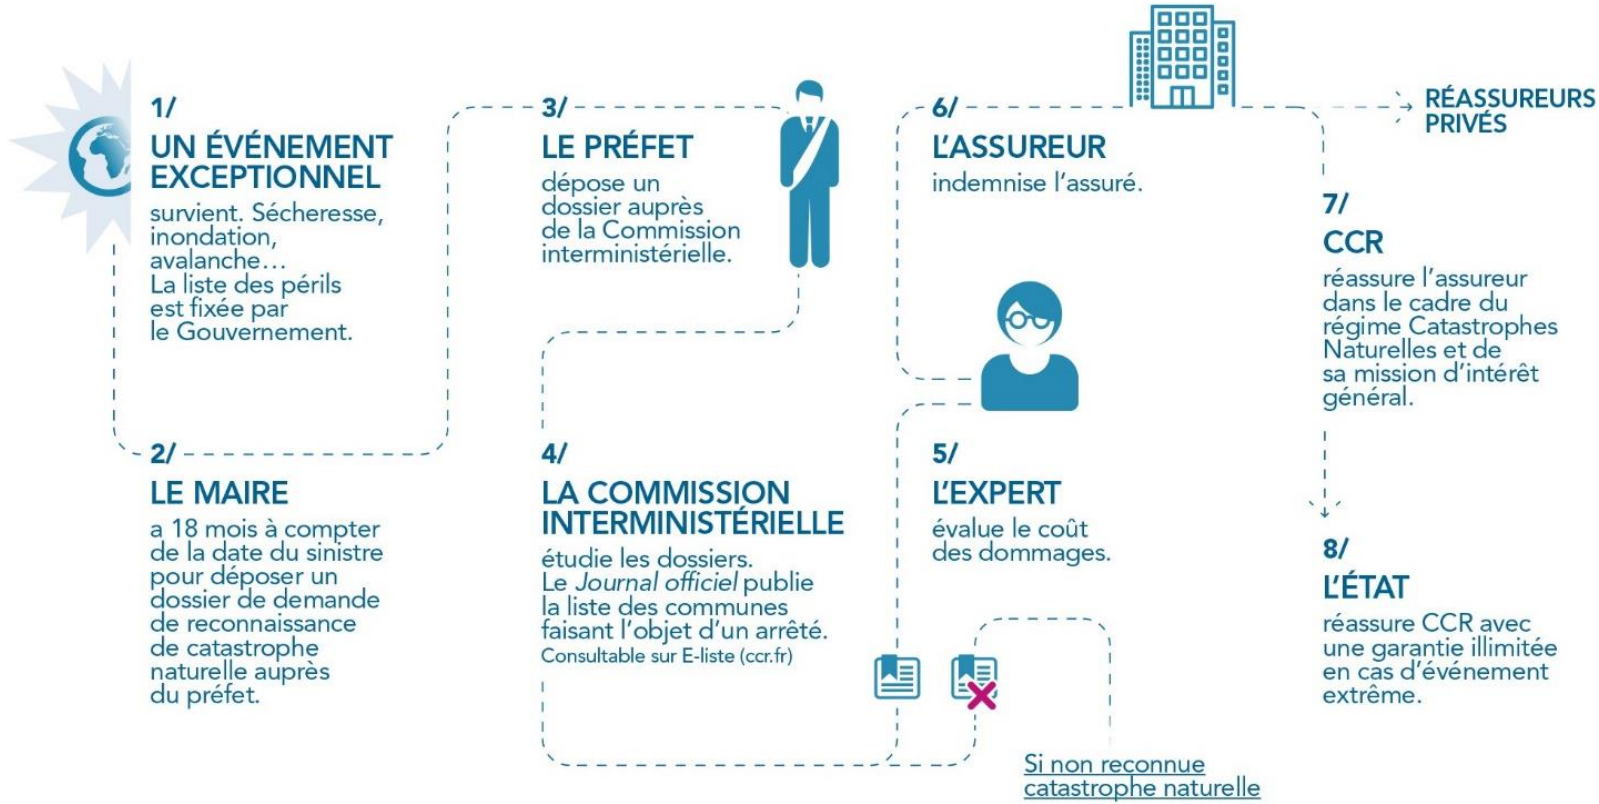 1/
UN ÉVÉNEMENT
EXCEPTIONNEL
survient. Sécheresse,
inondation,
avalanche...
La liste des périls
est fixée par
le Gouvernement.
2/
LE MAIRE
a 18 mois à compter
de la date du sinistre
pour déposer un
dossier de demande
de reconnaissance
de catastrophe
naturelle auprès
du préfet.
3/
LE PRÉFET
dépose un
dossier auprès
de la Commission
interministérielle.
4/
LA COMMISSION
INTERMINISTÉRIELLE
étudie les dossiers.
Le Journal officiel publie
la liste des communes
faisant l'objet d'un arrêté.
Consultable sur E-liste (ccr.fr)
5/
L'EXPERT
évalue le coût
des dommages.
Si non reconnue
catastrophe naturelle
6/
L'ASSUREUR
indemnise l'assuré.
RÉASSUREURS
PRIVÉS
7/
CCR
réassure l'assureur
dans le cadre du
régime Catastrophes
Naturelles et de
sa mission d'intérêt
général.
8/
L'ÉTAT
réassure CCR avec
une garantie illimitée
en cas d'événement
extrême.